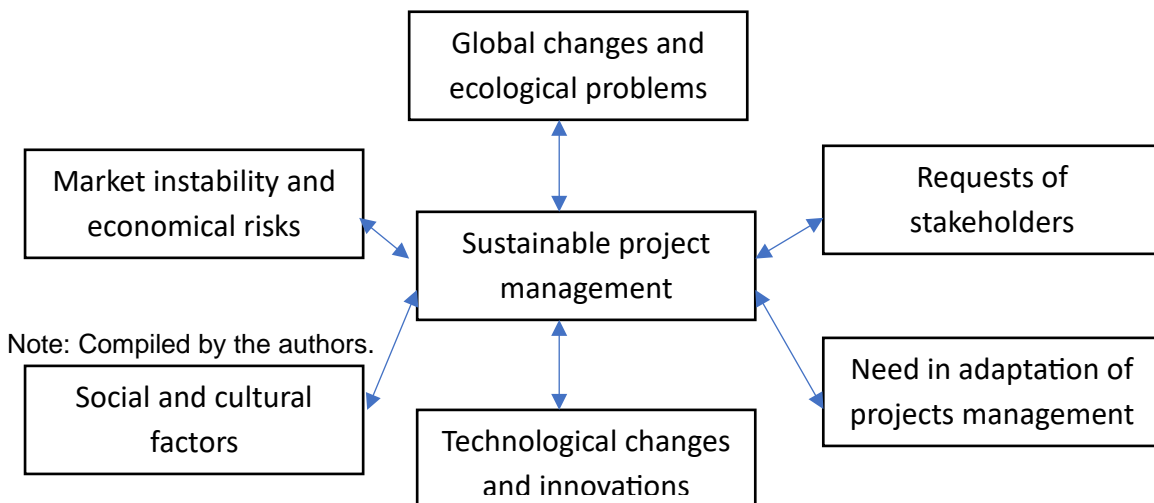 Global changes and
ecological problems
Market instability and
economical risks
Requests of
stakeholders
Sustainable project
management
Note: Compiled by the authors.
Social and cultural
factors
Need in adaptation of
projects management
Technological changes
and innovations